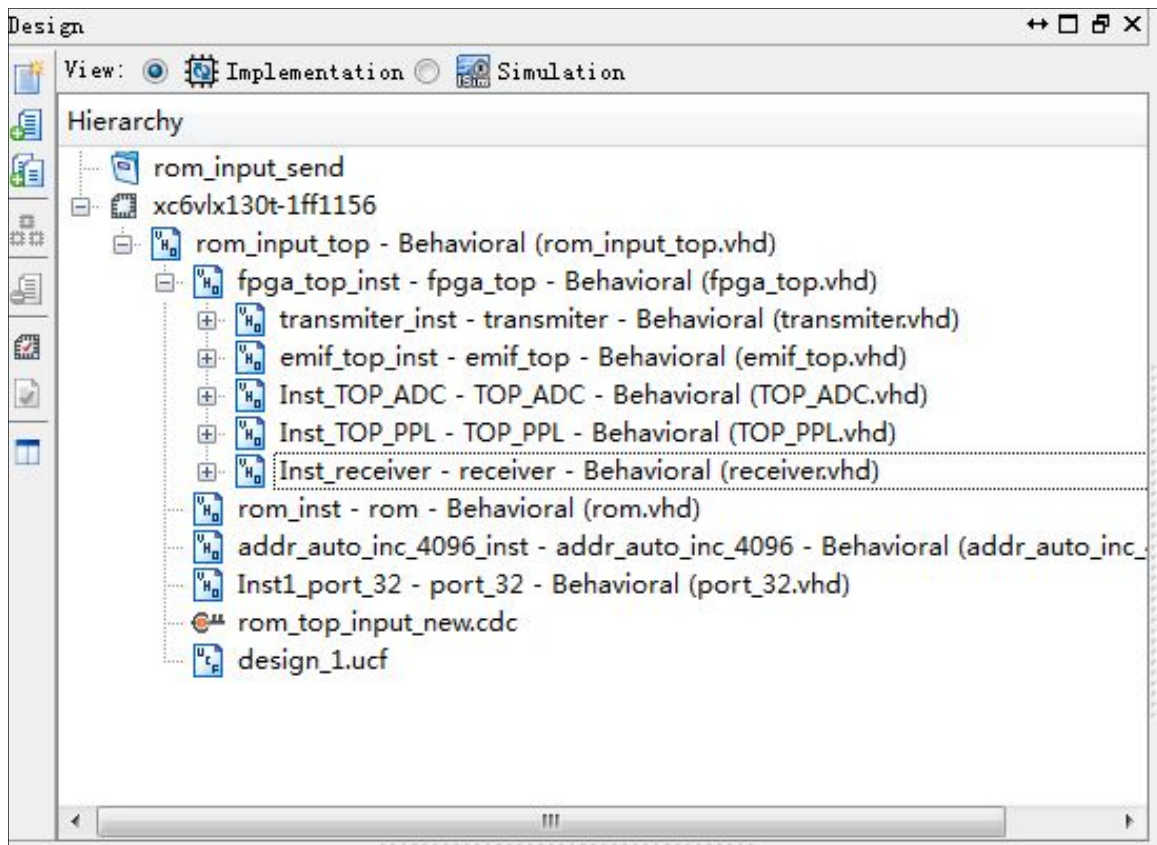 Design
View: Implementation Simulation
Hierarchy
rom_input_send
xc6vlx130t-1ff1156
rom_input_top - Behavioral (rom_input_top.vhd)
fpga_top_inst - fpga_top - Behavioral (fpga_top.vhd)
transmiter_inst - transmiter - Behavioral (transmiter.vhd)
emif_top_inst - emif_top - Behavioral (emif_top.vhd)
Inst_TOP_ADC - TOP_ADC - Behavioral (TOP_ADC.vhd)
Inst_TOP_PPL - TOP_PPL - Behavioral (TOP_PPL.vhd)
Inst_receiver - receiver - Behavioral (receiver.vhd)
rom_inst - rom - Behavioral (rom.vhd)
addr_auto_inc_4096_inst - addr_auto_inc_4096 - Behavioral (addr_auto_inc_
Inst1_port_32 - port_32 - Behavioral (port_32.vhd)
rom_top_input_new.cdc
design_1.ucf